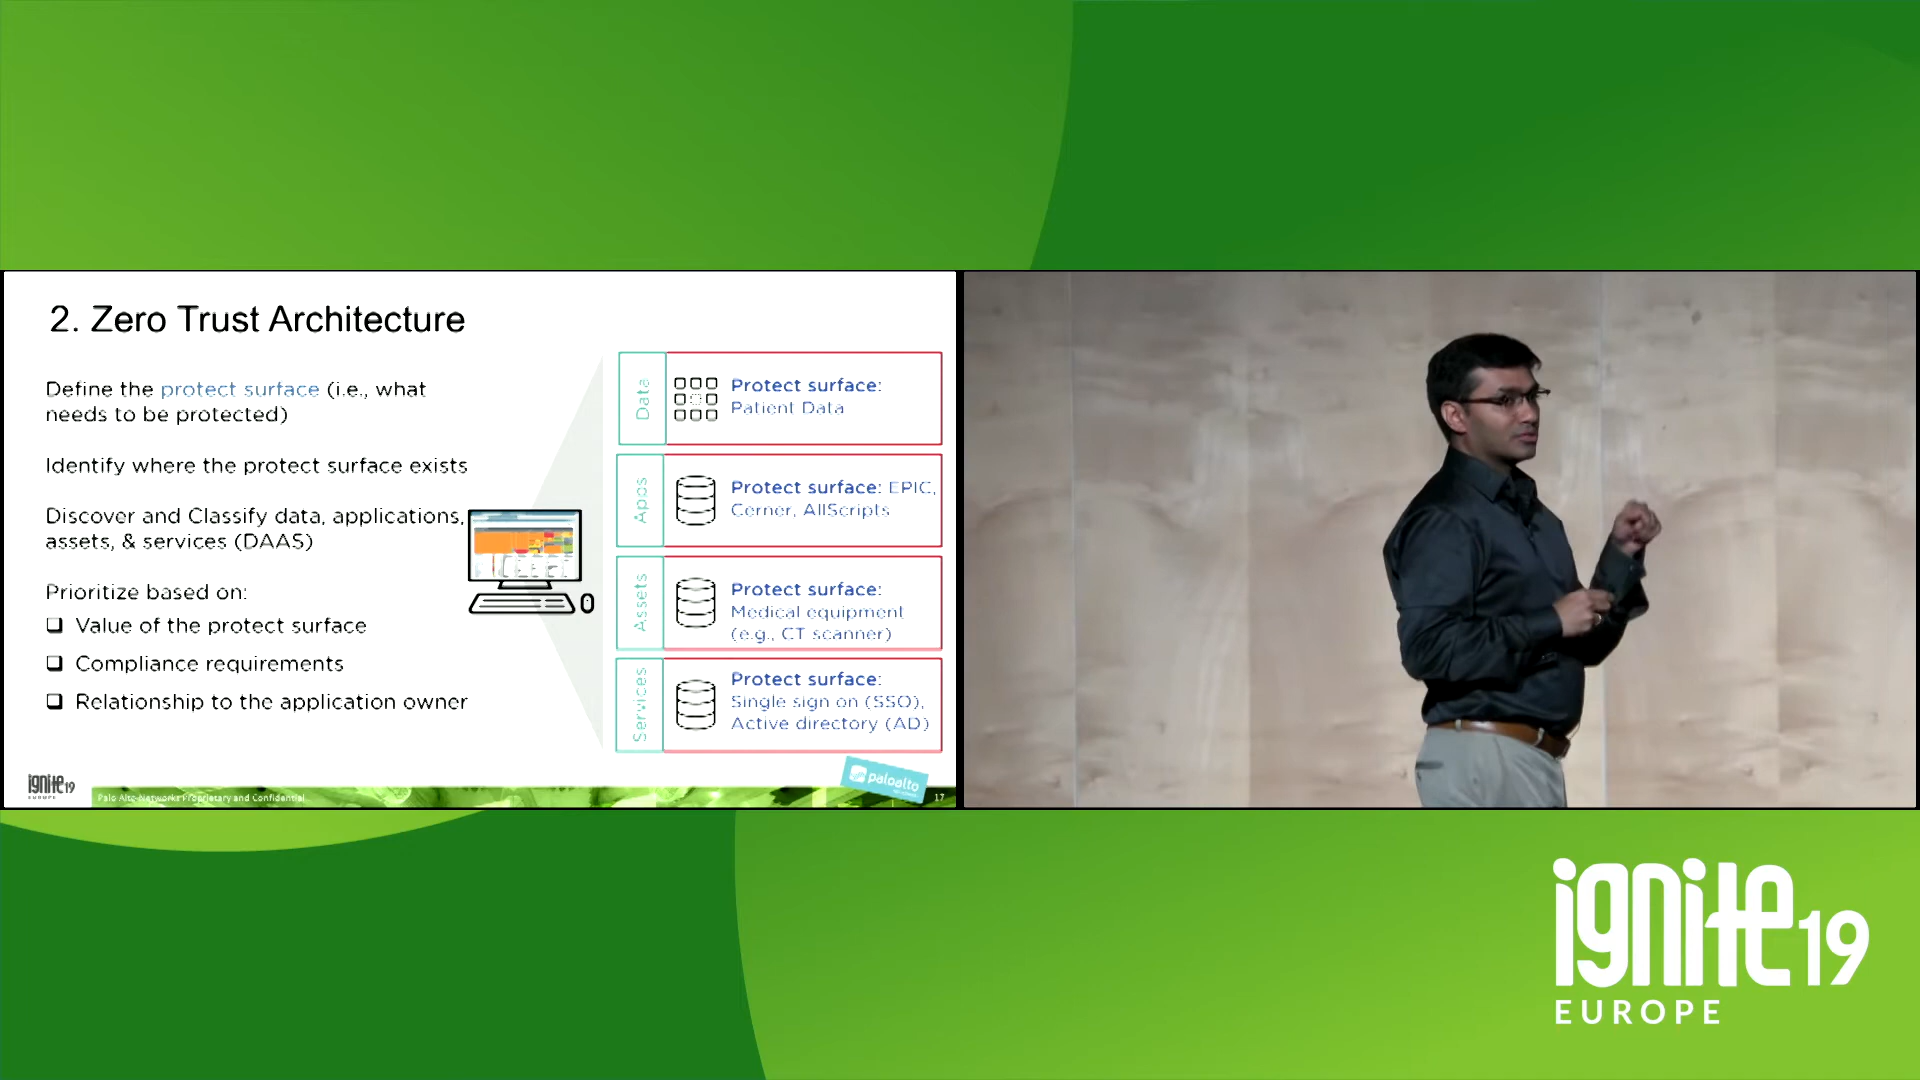 2. Zero Trust Architecture
Define the protect surface (i.e., what
needs to be protected)
Identify where the protect surface exists
Discover and Classify data, applications,
assets, & services (DAAS)
Prioritize based on:
Value of the protect surface
Compliance requirements
Relationship to the application owner
Data
Protect surface:
Patient Data
Apps
Protect surface: EPIC,
Cerner, AllScripts
Assets
Protect surface:
Medical equipment
(e.g., CT scanner)
Services
Protect surface:
Single sign on (SSO),
Active directory (AD)
ignite19
EUROPE
Palo Alto Networks Proprietary and Confidential
paloalto
17
ignite19
EUROPE